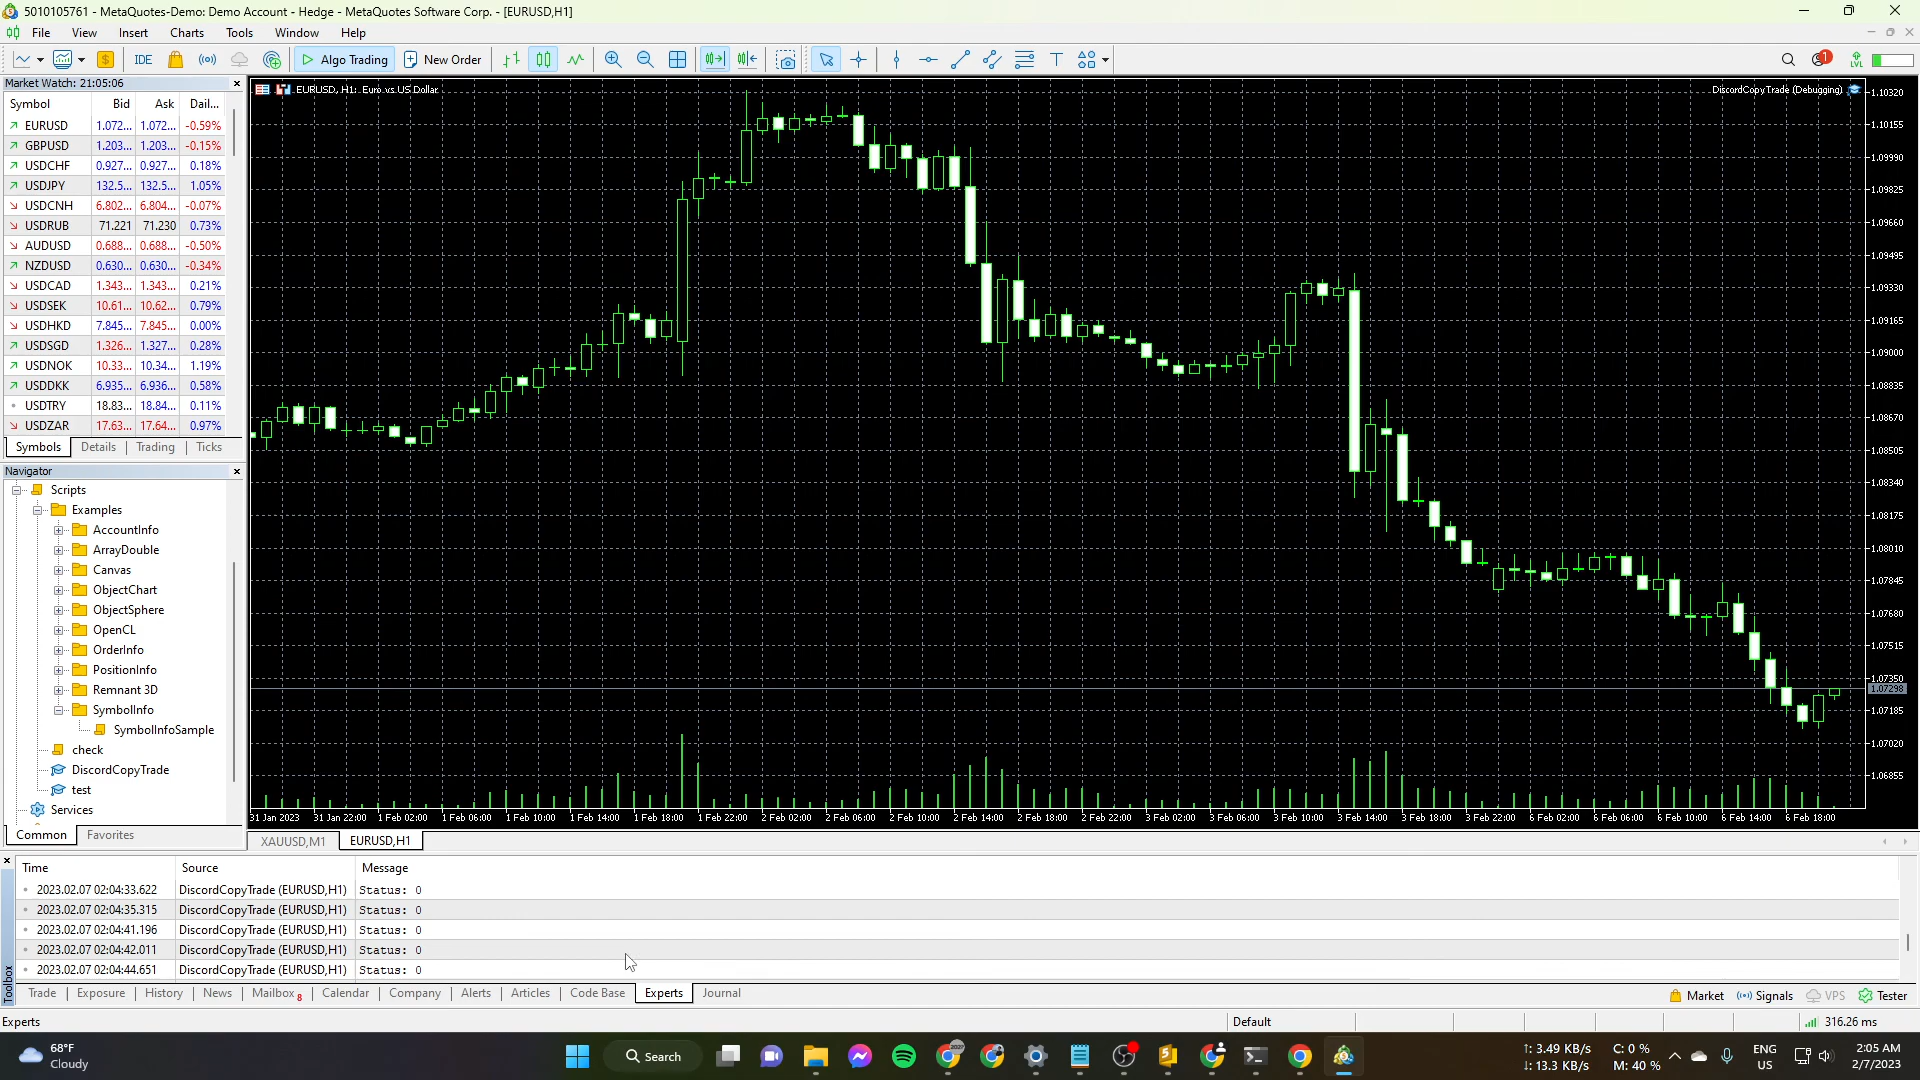 5010105761 - MetaQuotes-Demo: Demo Account - Hedge - MetaQuotes Software Corp. - [EURUSD,H1]
File View Insert Charts Tools Window Help
IDE Algo Trading New Order 1 LVL
Market Watch: 21:05:06
Symbol Bid Ask Dail...
EURUSD 1.072... 1.072... -0.59%
GBPUSD 1.203... 1.203... -0.15%
USDCHF 0.927... 0.927... 0.18%
USDJPY 132.5... 132.5... 1.05%
USDCNH 6.802... 6.804... -0.07%
USDRUB 71.221 71.230 0.73%
AUDUSD 0.688... 0.688... -0.50%
NZDUSD 0.630... 0.630... -0.34%
USDCAD 1.343... 1.343... 0.21%
USDSEK 10.61... 10.62... 0.79%
USDHKD 7.845... 7.845... 0.00%
USDSGD 1.326... 1.327... 0.28%
USDNOK 10.33... 10.34... 1.19%
USDDKK 6.935... 6.936... 0.58%
USDTRY 18.83... 18.84... 0.11%
USDZAR 17.63... 17.64... 0.97%
Symbols Details Trading Ticks
Navigator
Scripts
Examples
AccountInfo
ArrayDouble
Canvas
ObjectChart
ObjectSphere
OpenCL
OrderInfo
PositionInfo
Remnant 3D
SymbolInfo
SymbolInfoSample
check
DiscordCopyTrade
test
Services
Common Favorites
EURUSD, H1: Euro vs US Dollar
DiscordCopyTrade (Debugging)
1.10320
1.10155
1.09990
1.09825
1.09660
1.09495
1.09330
1.09165
1.09000
1.08835
1.08670
1.08505
1.08340
1.08175
1.08010
1.07845
1.07680
1.07515
1.07350
1.07298
1.07185
1.07020
1.06855
31 Jan 2023 31 Jan 22:00 1 Feb 02:00 1 Feb 06:00 1 Feb 10:00 1 Feb 14:00 1 Feb 18:00 1 Feb 22:00 2 Feb 02:00 2 Feb 06:00 2 Feb 10:00 2 Feb 14:00 2 Feb 18:00 2 Feb 22:00 3 Feb 02:00 3 Feb 06:00 3 Feb 10:00 3 Feb 14:00 3 Feb 18:00 3 Feb 22:00 6 Feb 02:00 6 Feb 06:00 6 Feb 10:00 6 Feb 14:00 6 Feb 18:00
XAUUSD,M1 EURUSD,H1
Time Source Message
2023.02.07 02:04:33.622 DiscordCopyTrade (EURUSD,H1) Status: 0
2023.02.07 02:04:35.315 DiscordCopyTrade (EURUSD,H1) Status: 0
2023.02.07 02:04:41.196 DiscordCopyTrade (EURUSD,H1) Status: 0
2023.02.07 02:04:42.011 DiscordCopyTrade (EURUSD,H1) Status: 0
2023.02.07 02:04:44.651 DiscordCopyTrade (EURUSD,H1) Status: 0
Toolbox
Trade Exposure History News Mailbox 8 Calendar Company Alerts Articles Code Base Experts Journal
Market Signals VPS Tester
Experts Default 316.26 ms
68°F
Cloudy
Search
↑: 3.49 KB/s
↓: 13.3 KB/s
C: 0 %
M: 40 %
ENG
US
2:05 AM
2/7/2023